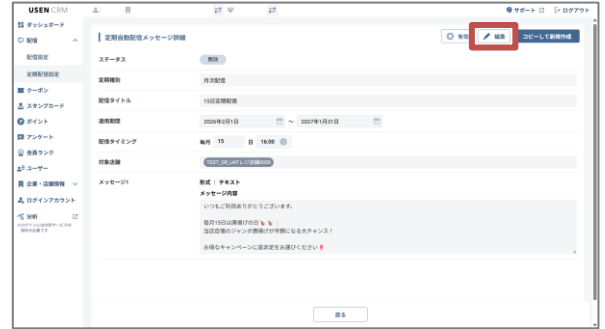 USEN CRM
サポート
ログアウト
ダッシュボード
配信
配信設定
定期配信設定
クーポン
スタンプカード
ポイント
アンケート
会員ランク
ユーザー
企業・店舗情報
ログインアカウント
分析
定期自動配信メッセージ詳細
有効
編集
コピーして新規作成
ステータス
無効
定期種別
月次配信
配信タイトル
15日定期配信
適用期間
2026年2月1日 ~ 2027年1月31日
配信タイミング
毎月 15 日 16:00
対象店舗
メッセージ1
形式 | テキスト
メッセージ内容
いつもご利用ありがとうございます。
毎月15日は唐揚げの日
当店自慢のジャンボ唐揚げが半額になる大チャンス！
お得なキャンペーンに是非足をお運びください
戻る